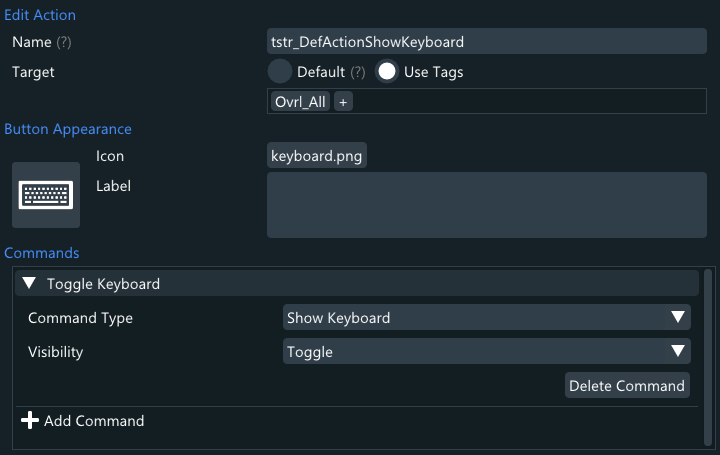 Edit Action
Name (?) tstr_DefActionShowKeyboard
Target Default (?) Use Tags
Ovrl_All +
Button Appearance
Icon keyboard.png
Label
Commands
Toggle Keyboard
Command Type Show Keyboard
Visibility Toggle
Delete Command
Add Command